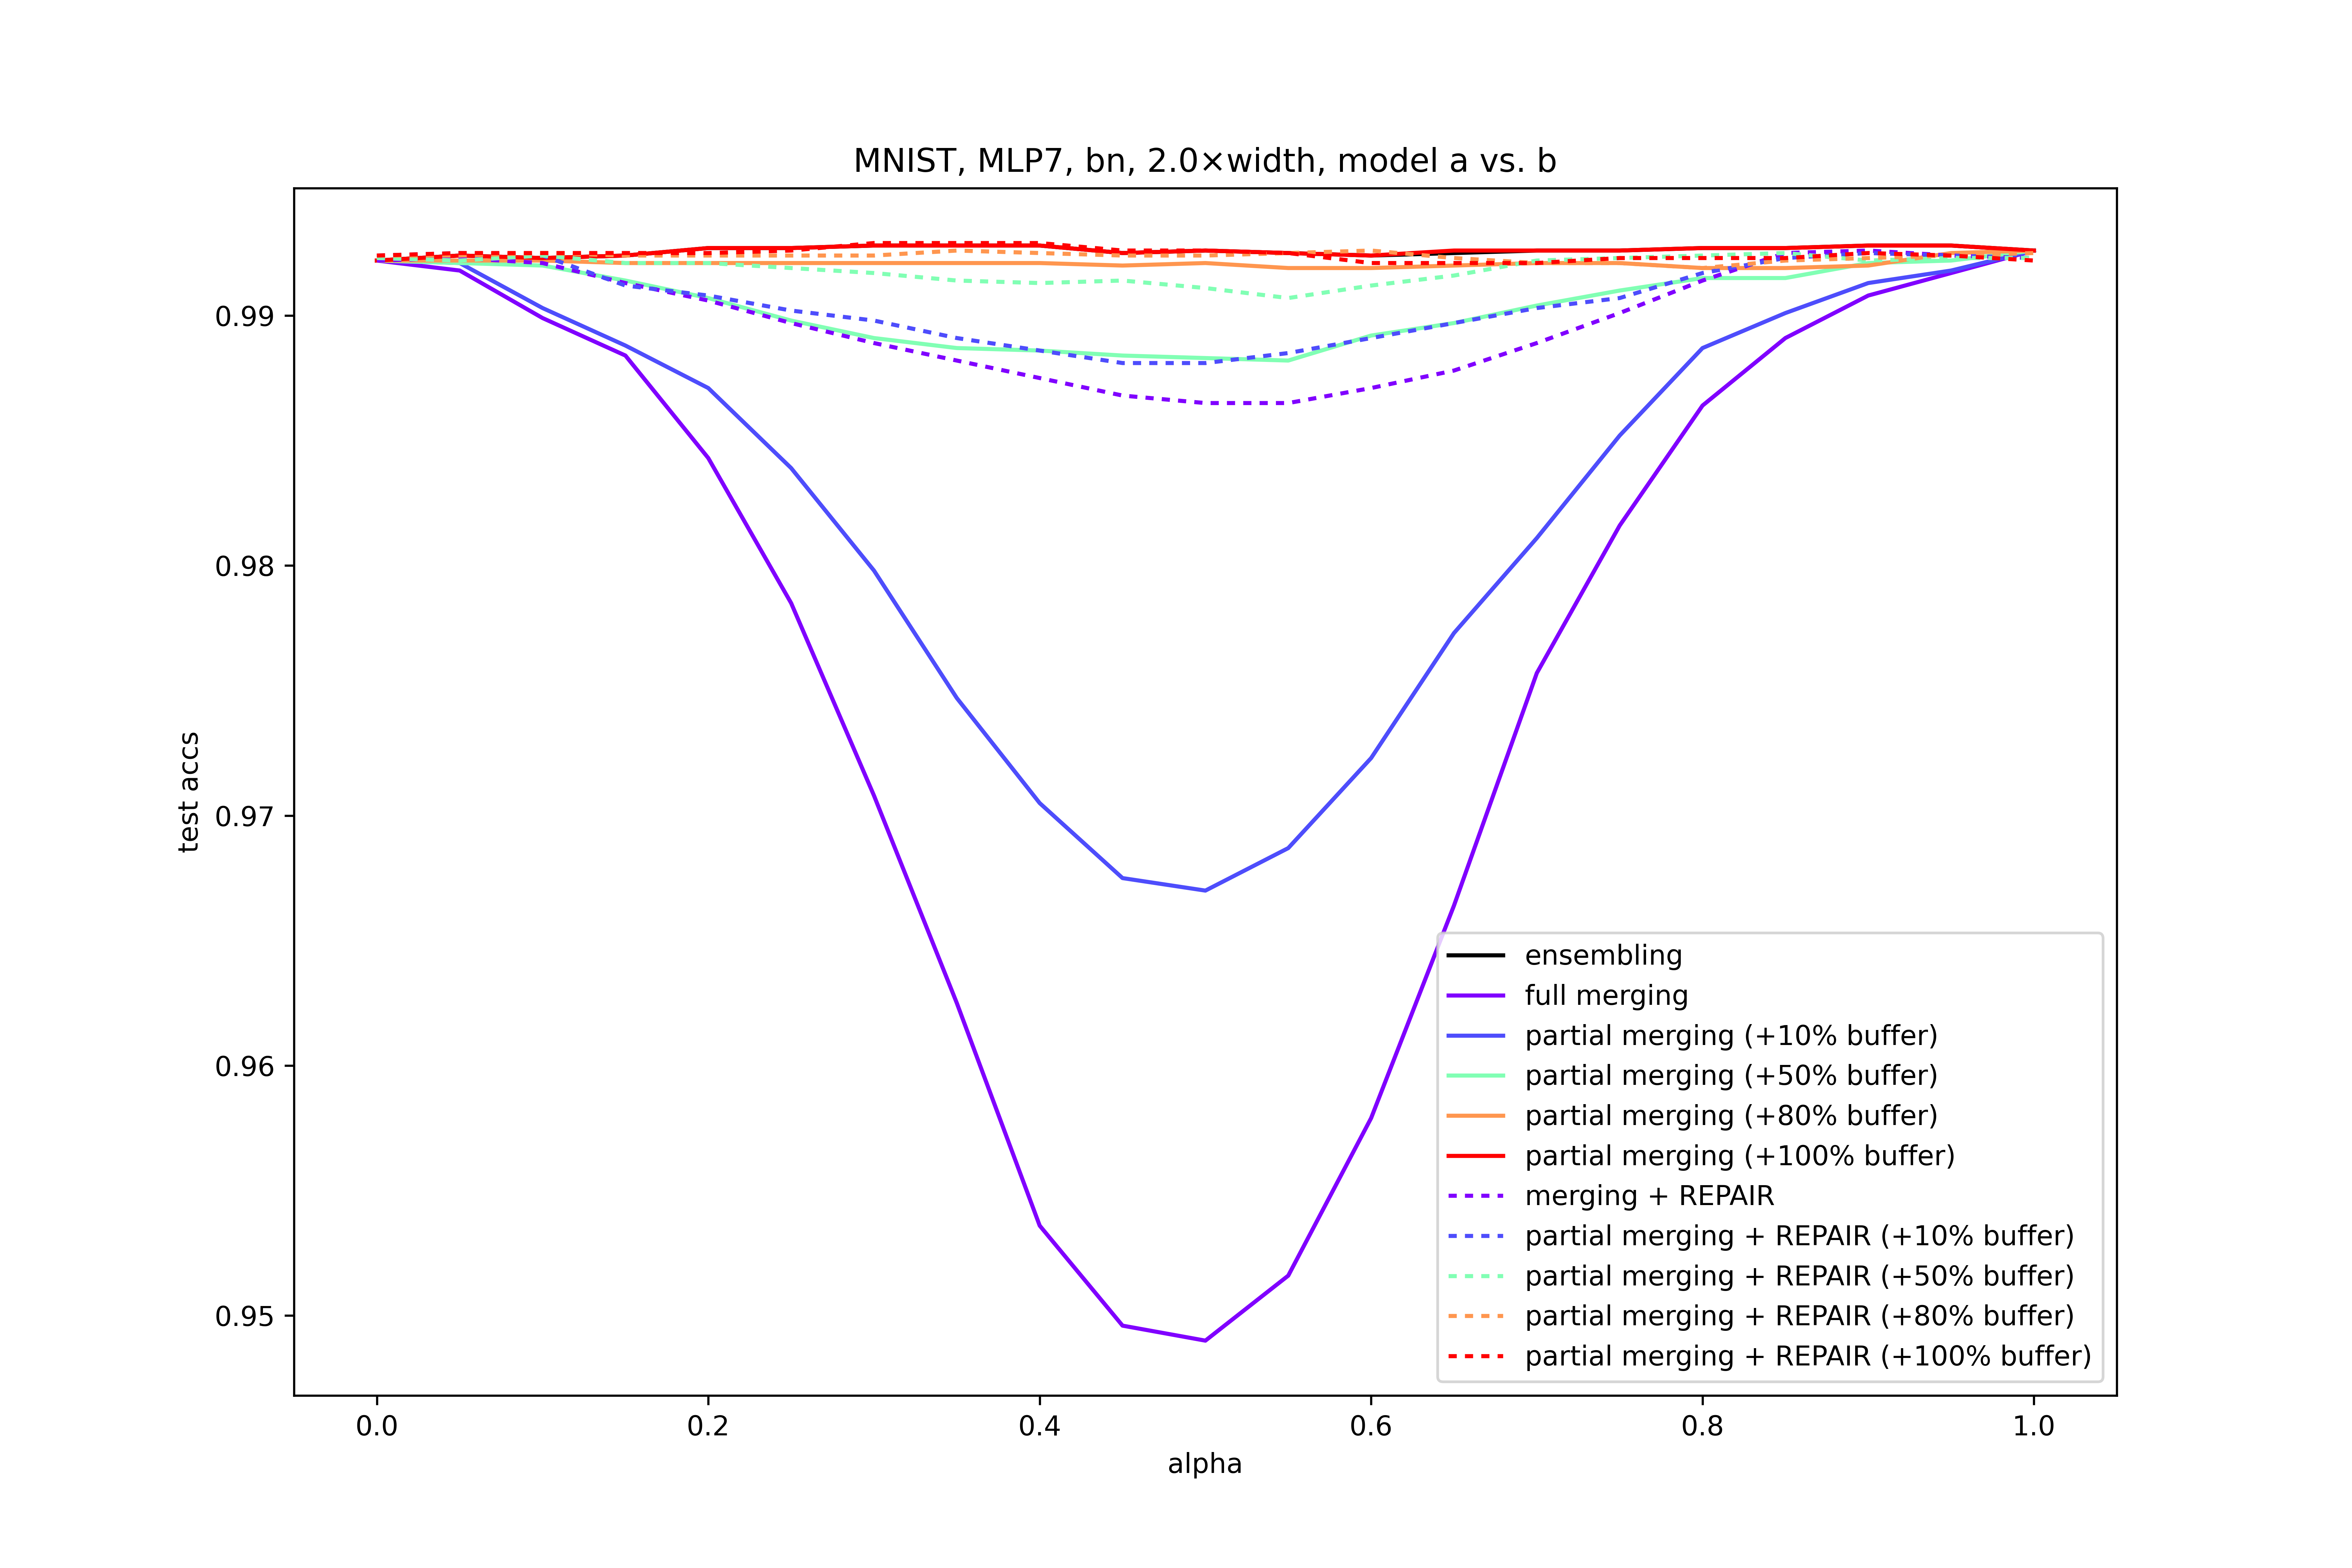 MNIST, MLP7, bn, 2.0×width, model a vs. b
0.99
0.98
0.97
0.96
0.95
test accs
0.0 0.2 0.4 0.6 0.8 1.0
alpha
ensembling
full merging
partial merging (+10% buffer)
partial merging (+50% buffer)
partial merging (+80% buffer)
partial merging (+100% buffer)
merging + REPAIR
partial merging + REPAIR (+10% buffer)
partial merging + REPAIR (+50% buffer)
partial merging + REPAIR (+80% buffer)
partial merging + REPAIR (+100% buffer)